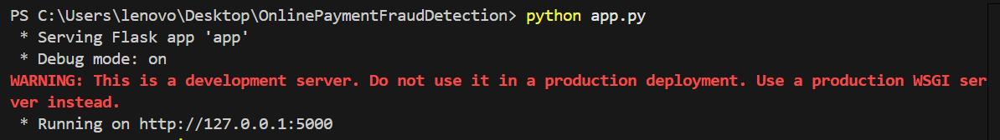 PS C:\Users\lenovo\Desktop\OnlinePaymentFraudDetection> python app.py
 * Serving Flask app 'app'
 * Debug mode: on
WARNING: This is a development server. Do not use it in a production deployment. Use a production WSGI ser
ver instead.
 * Running on http://127.0.0.1:5000